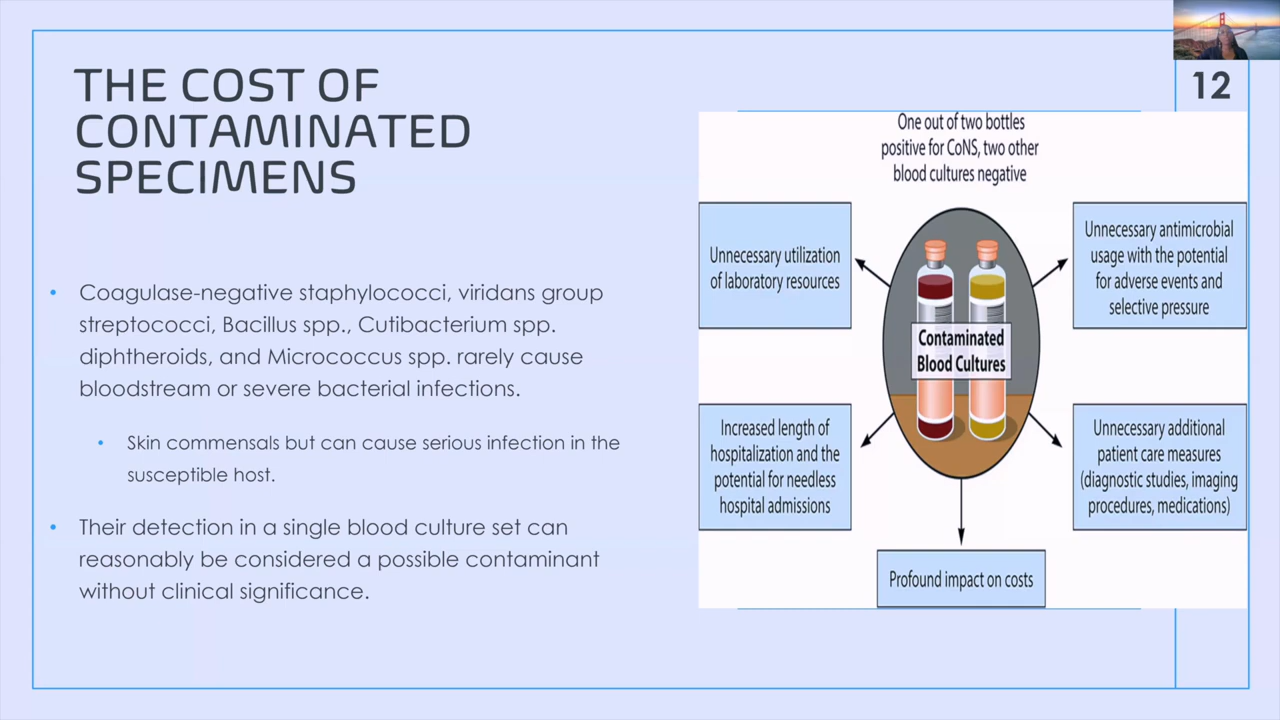 THE COST OF
CONTAMINATED
SPECIMENS
12
• Coagulase-negative staphylococci, viridans group
streptococci, Bacillus spp., Cutibacterium spp.
diphtheroids, and Micrococcus spp. rarely cause
bloodstream or severe bacterial infections.
• Skin commensals but can cause serious infection in the
susceptible host.
• Their detection in a single blood culture set can
reasonably be considered a possible contaminant
without clinical significance.
One out of two bottles
positive for CoNS, two other
blood cultures negative
Unnecessary utilization
of laboratory resources
Unnecessary antimicrobial
usage with the potential
for adverse events and
selective pressure
Contaminated
Blood Cultures
Increased length of
hospitalization and the
potential for needless
hospital admissions
Unnecessary additional
patient care measures
(diagnostic studies, imaging
procedures, medications)
Profound impact on costs